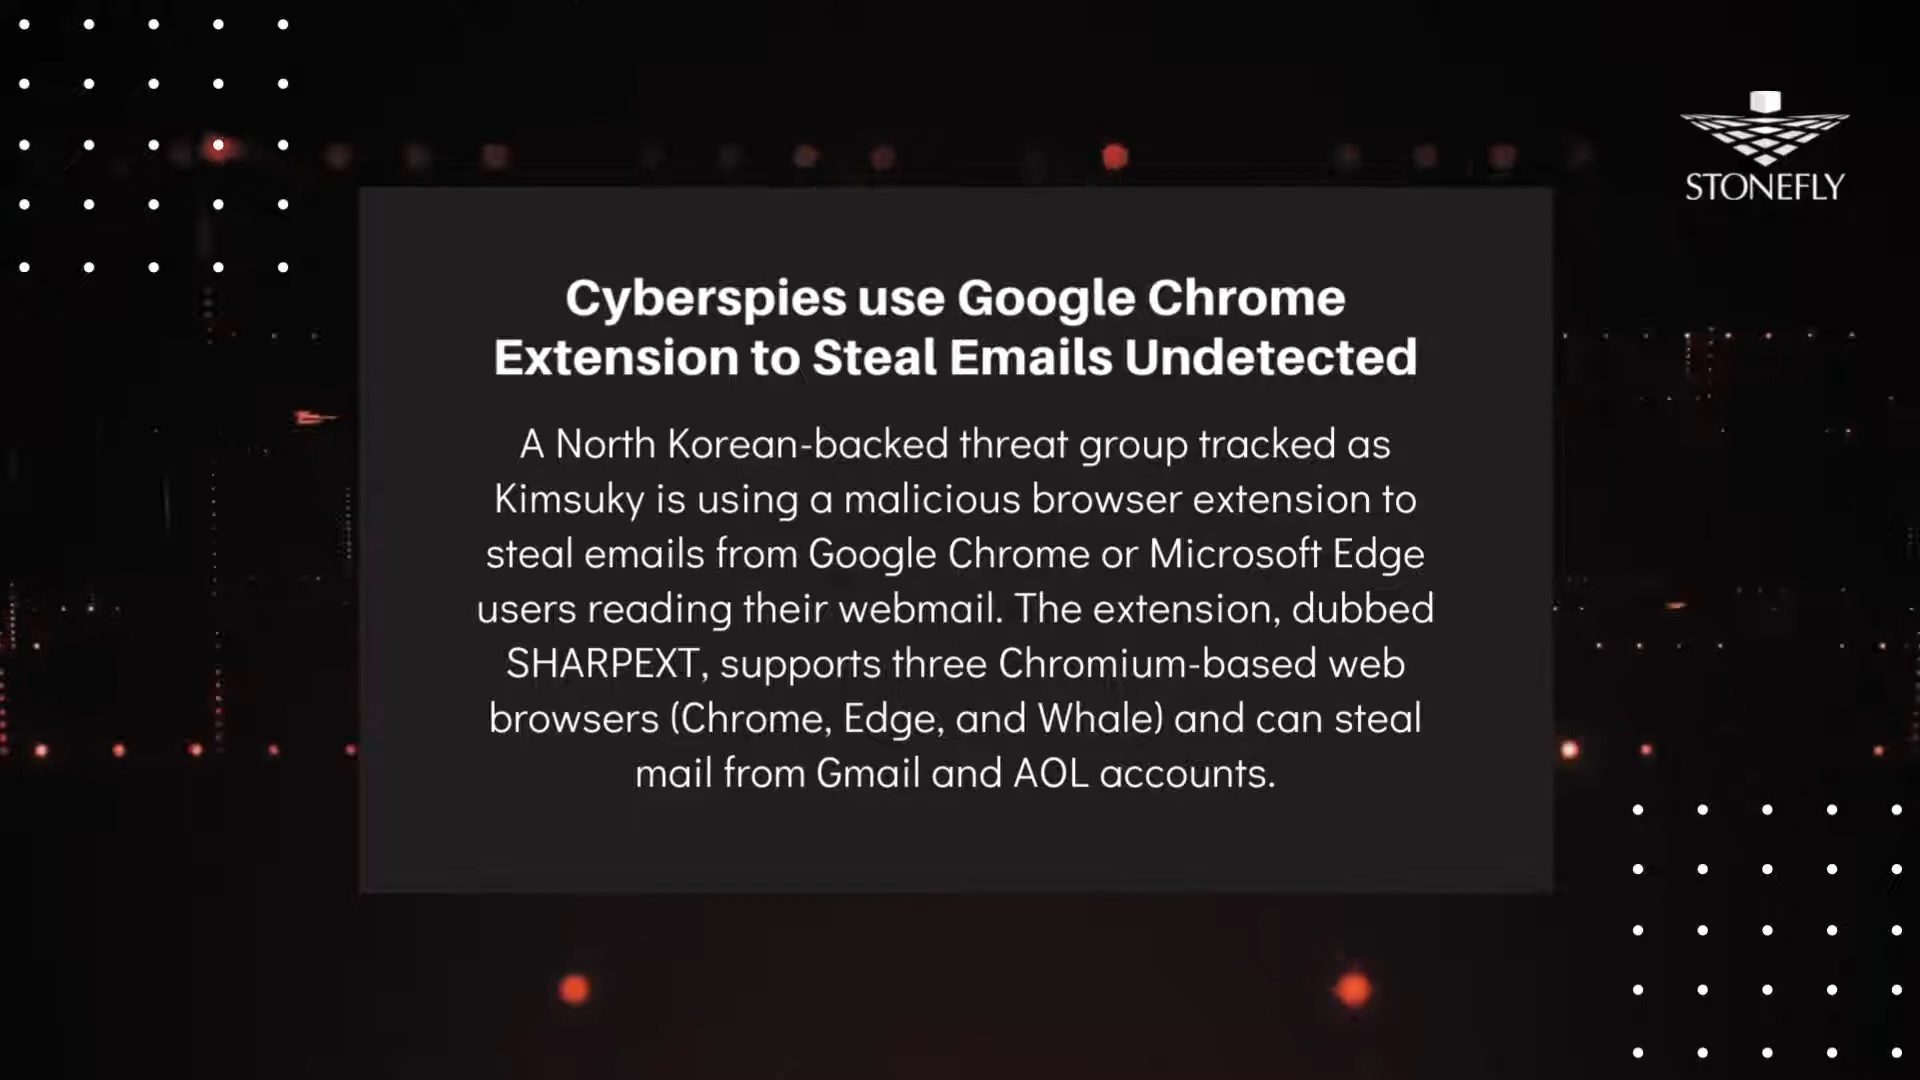 STONEFLY
Cyberspies use Google Chrome
Extension to Steal Emails Undetected
A North Korean-backed threat group tracked as
Kimsuky is using a malicious browser extension to
steal emails from Google Chrome or Microsoft Edge
users reading their webmail. The extension, dubbed
SHARPEXT, supports three Chromium-based web
browsers (Chrome, Edge, and Whale) and can steal
mail from Gmail and AOL accounts.